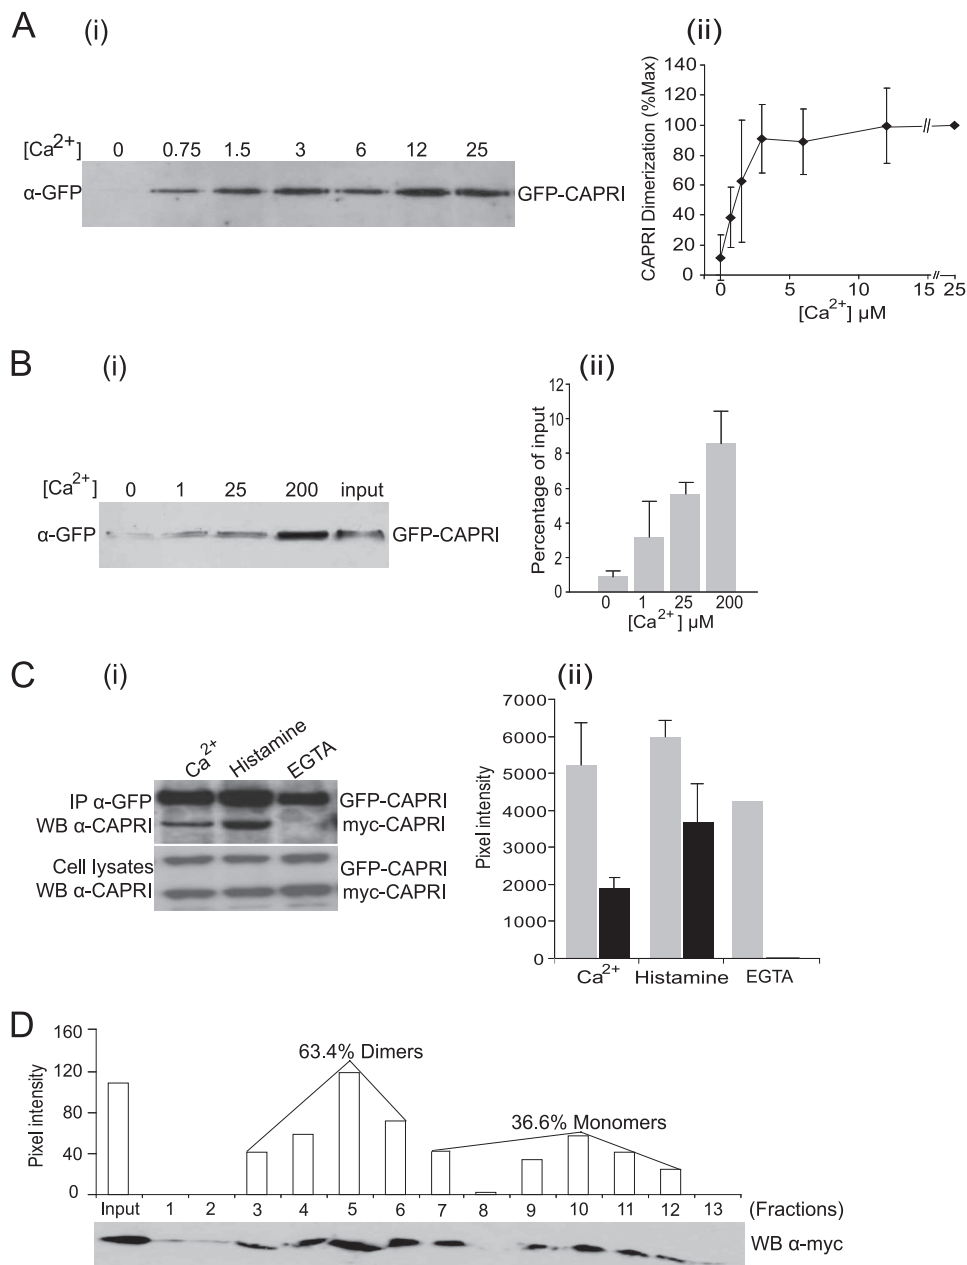 A
(i)
[Ca2+] 0 0.75 1.5 3 6 12 25
α-GFP
GFP-CAPRI
(ii)
CAPRI Dimerization (%Max)
140
120
100
80
60
40
20
0
0 5 10 15 25
[Ca2+] µM
B
(i)
[Ca2+] 0 1 25 200 input
α-GFP
GFP-CAPRI
(ii)
Percentage of input
12
10
8
6
4
2
0
0 1 25 200
[Ca2+] µM
C
(i)
Ca2+ Histamine EGTA
IP α-GFP
GFP-CAPRI
WB α-CAPRI
myc-CAPRI
Cell lysates
GFP-CAPRI
WB α-CAPRI
myc-CAPRI
(ii)
Pixel intensity
7000
6000
5000
4000
3000
2000
1000
0
Ca2+ Histamine EGTA
D
Pixel intensity
160
120
80
40
0
63.4% Dimers
36.6% Monomers
Input 1 2 3 4 5 6 7 8 9 10 11 12 13 (Fractions)
WB α-myc